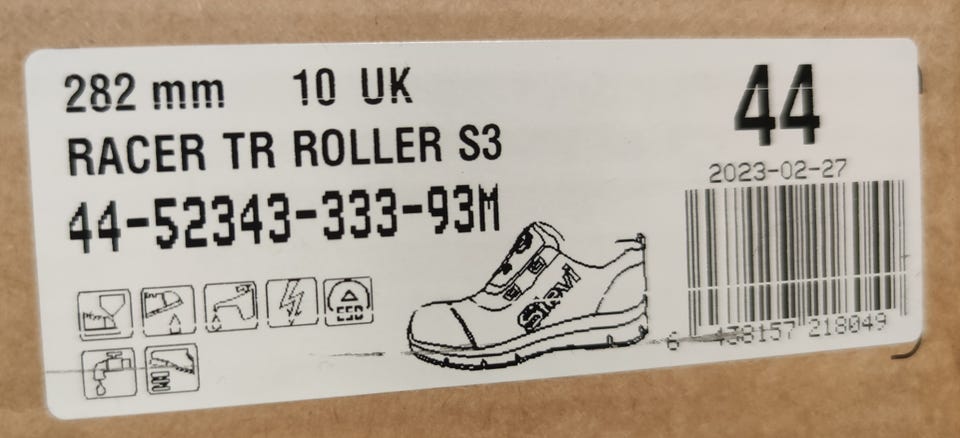 282 mm 10 UK
44
RACER TR ROLLER S3
2023-02-27
44-52343-333-93M
ESD
Sievi
6 438157 218049